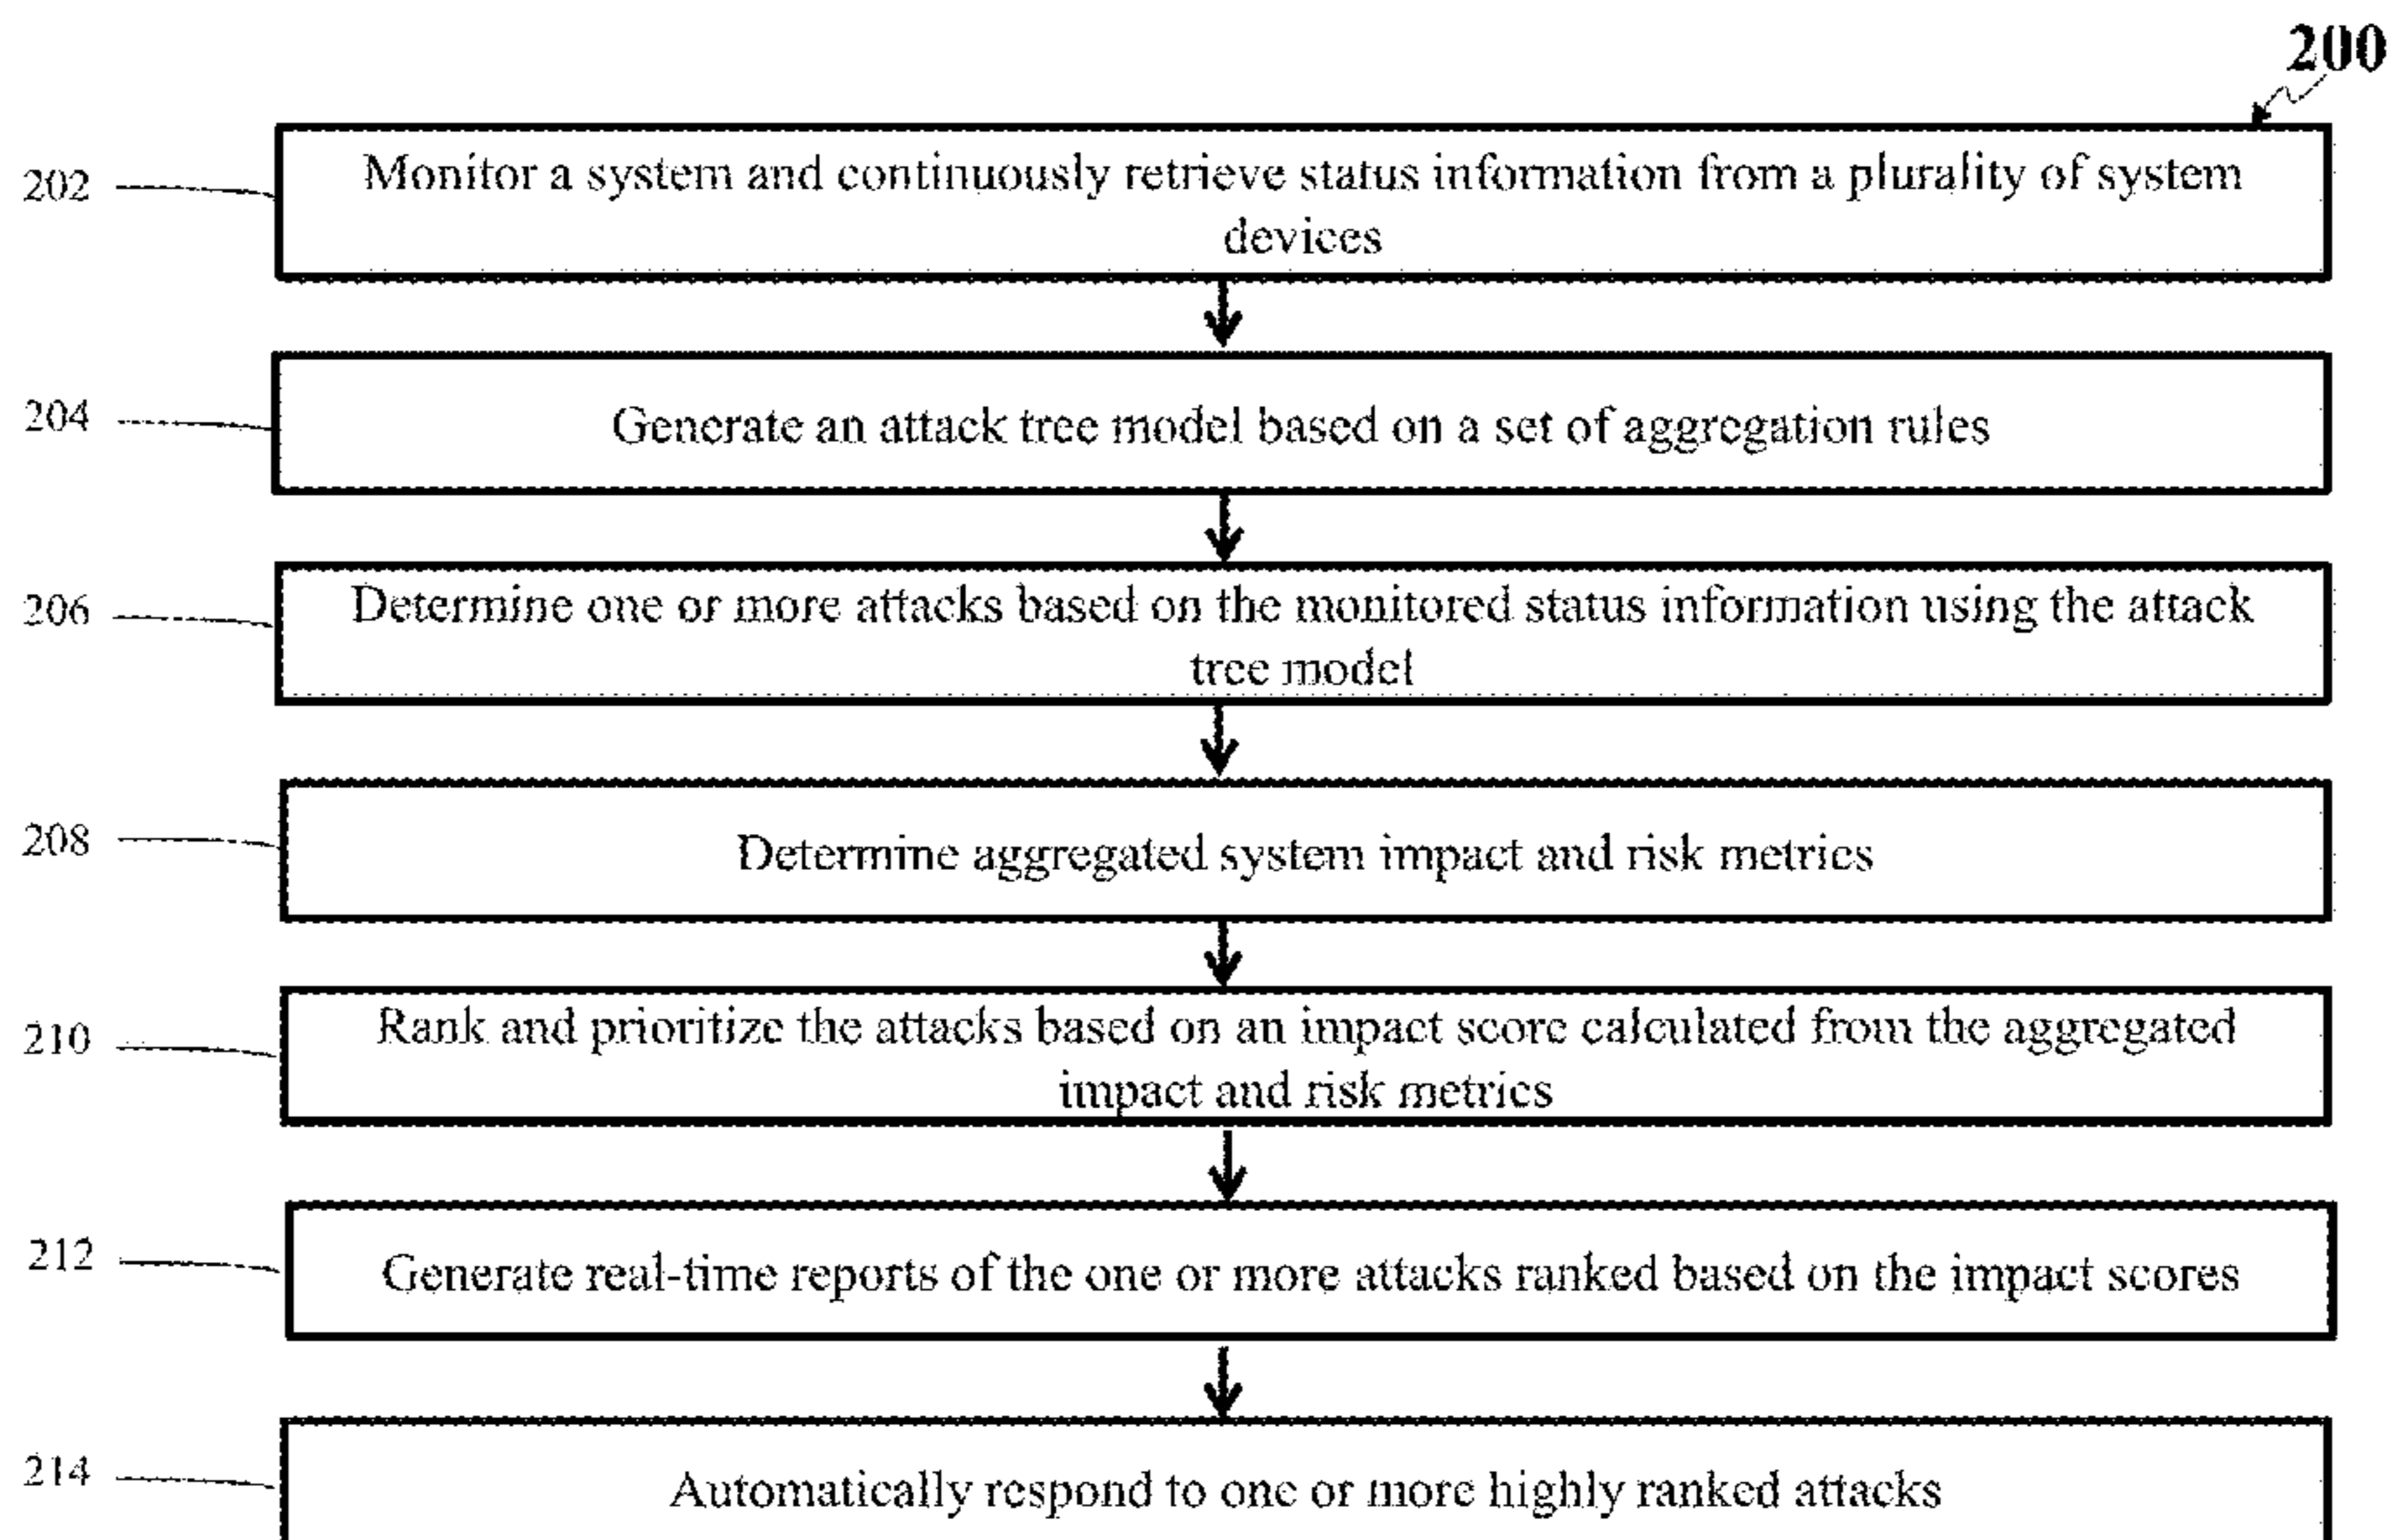 200
202
Monitor a system and continuously retrieve status information from a plurality of system
devices
204
Generate an attack tree model based on a set of aggregation rules
206
Determine one or more attacks based on the monitored status information using the attack
tree model
208
Determine aggregated system impact and risk metrics
210
Rank and prioritize the attacks based on an impact score calculated from the aggregated
impact and risk metrics
212
Generate real-time reports of the one or more attacks ranked based on the impact scores
214
Automatically respond to one or more highly ranked attacks